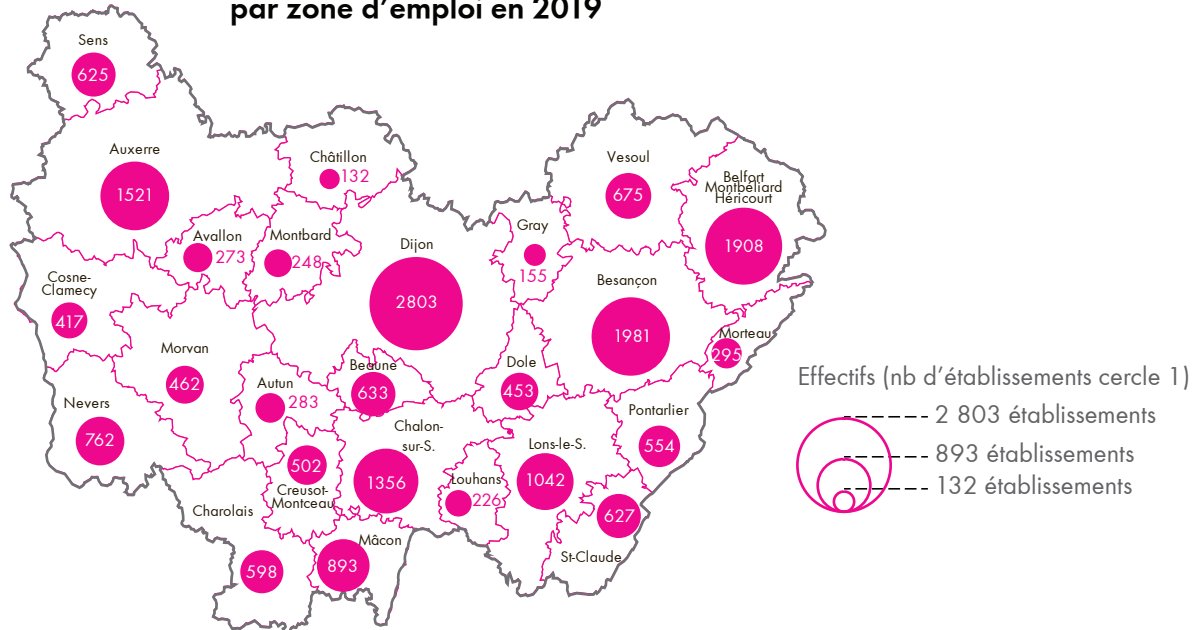 par zone d’emploi en 2019
Sens
625
Auxerre
1521
Châtillon
132
Vesoul
675
Belfort
Montbéliard
Héricourt
1908
Avallon
273
Montbard
248
Dijon
2803
Gray
155
Besançon
1981
Cosne-
Clamecy
417
Morvan
462
Morteau
295
Autun
283
Beaune
633
Dole
453
Nevers
762
Pontarlier
554
Chalon-
sur-S.
1356
Lons-le-S.
1042
502
Creusot-
Montceau
Louhans
226
Charolais
598
627
St-Claude
Mâcon
893
Effectifs (nb d’établissements cercle 1)
2 803 établissements
893 établissements
132 établissements